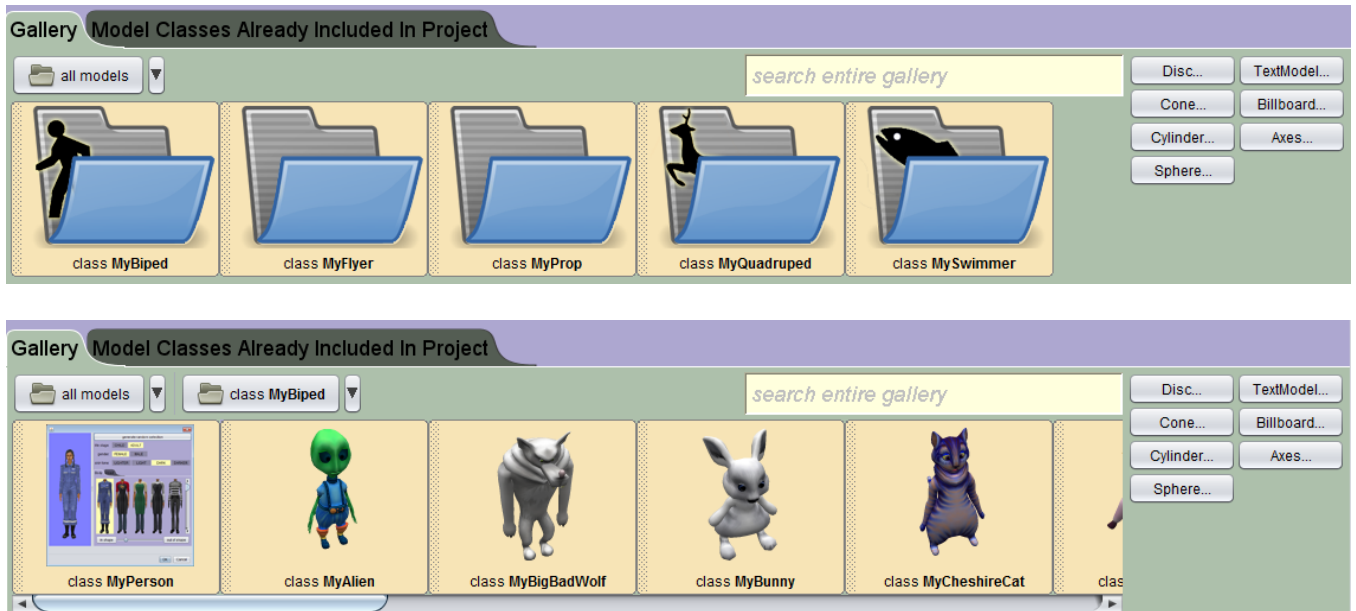 Gallery Model Classes Already Included In Project
all models search entire gallery Disc... TextModel...
Cone... Billboard...
Cylinder... Axes...
Sphere...
class MyBiped class MyFlyer class MyProp class MyQuadruped class MySwimmer
Gallery Model Classes Already Included In Project
all models class MyBiped search entire gallery Disc... TextModel...
Cone... Billboard...
Cylinder... Axes...
Sphere...
class MyPerson class MyAlien class MyBigBadWolf class MyBunny class MyCheshireCat clas